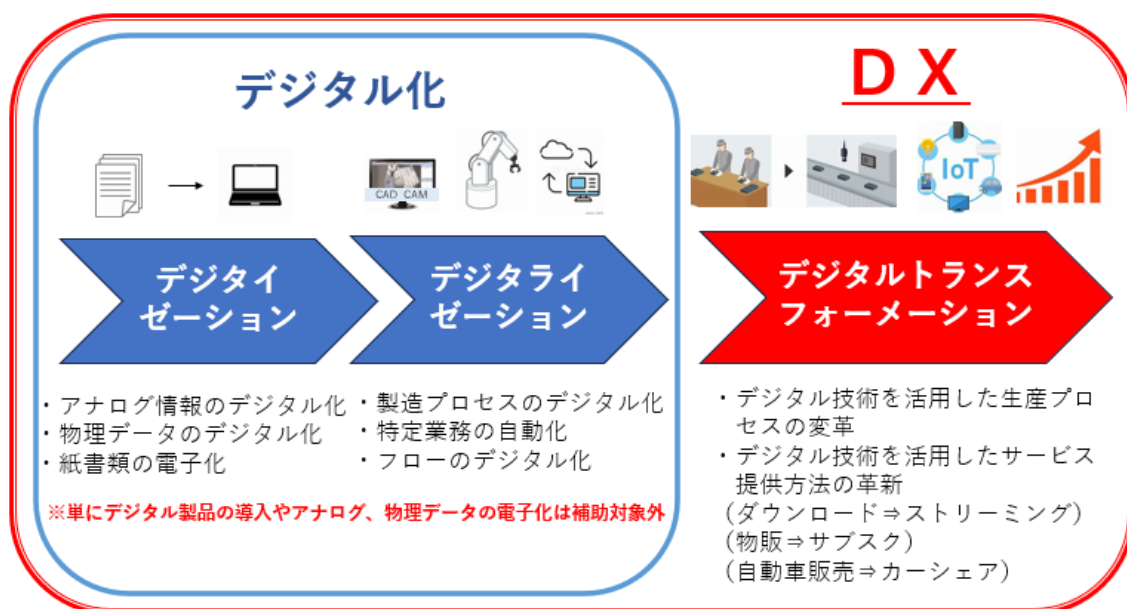 デジタル化
DX
CAD CAM
IoT
デジタイ
ゼーション
デジタライ
ゼーション
デジタルトランス
フォーメーション
・アナログ情報のデジタル化
・物理データのデジタル化
・紙書類の電子化
・製造プロセスのデジタル化
・特定業務の自動化
・フローのデジタル化
※単にデジタル製品の導入やアナログ、物理データの電子化は補助対象外
・デジタル技術を活用した生産プロ
セスの変革
・デジタル技術を活用したサービス
提供方法の革新
(ダウンロード⇒ストリーミング)
(物販⇒サブスク)
(自動車販売⇒カーシェア)